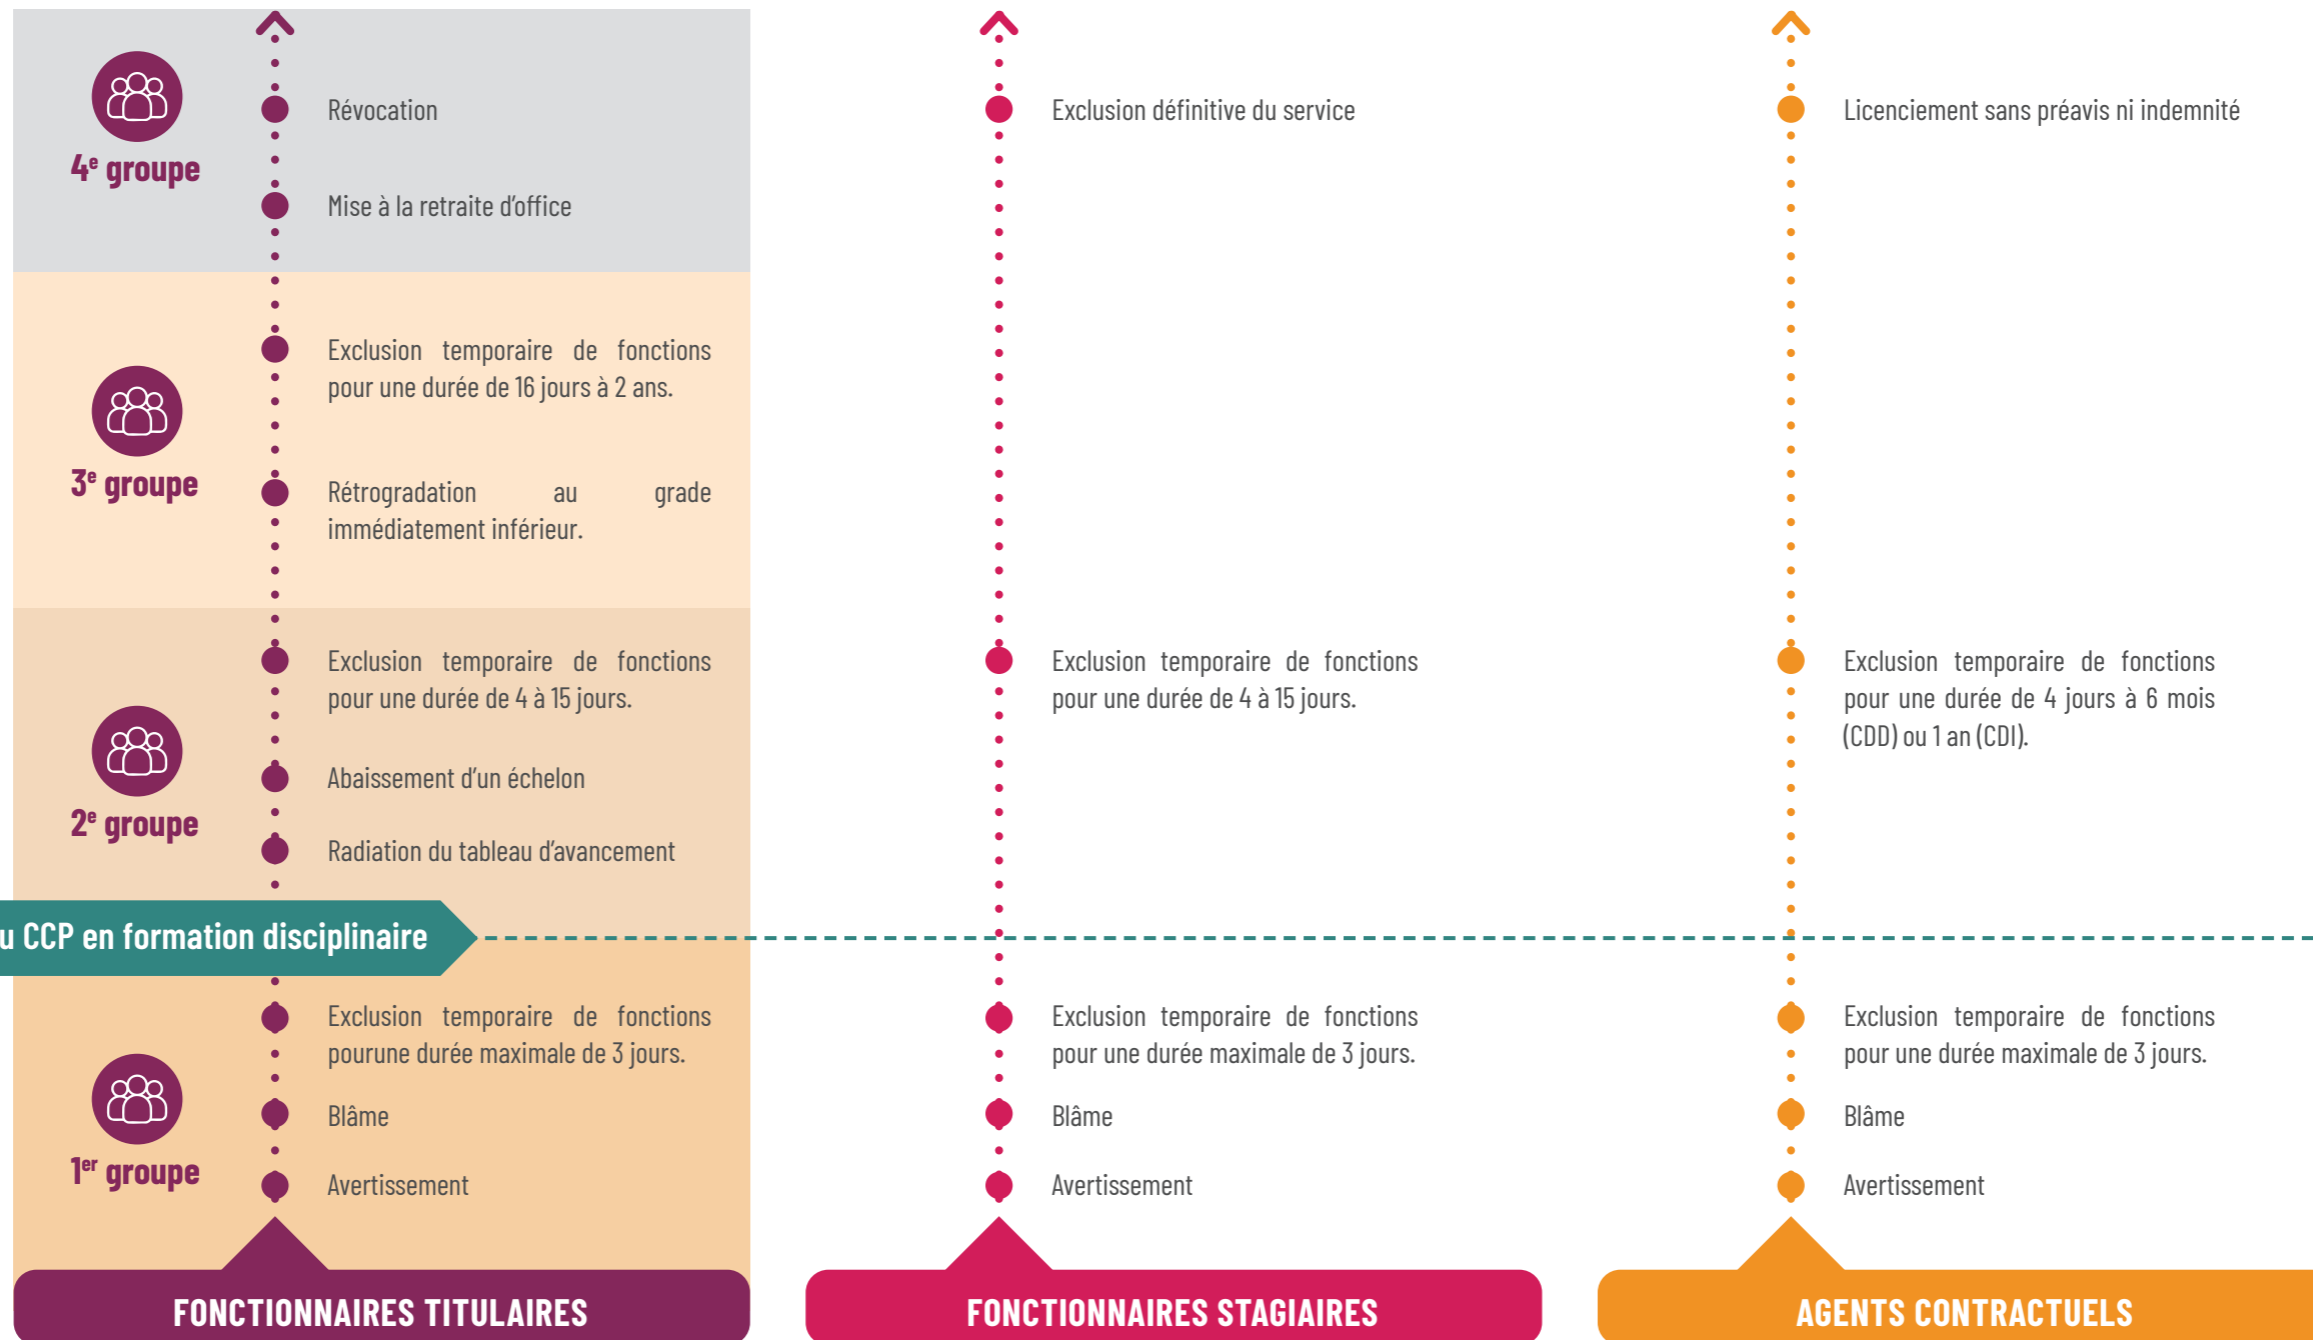 4e groupe
Révocation
Mise à la retraite d'office
3e groupe
Exclusion temporaire de fonctions
pour une durée de 16 jours à 2 ans.
Rétrogradation au grade
immédiatement inférieur.
2e groupe
Exclusion temporaire de fonctions
pour une durée de 4 à 15 jours.
Abaissement d'un échelon
Radiation du tableau d'avancement
u CCP en formation disciplinaire
1er groupe
Exclusion temporaire de fonctions
pourune durée maximale de 3 jours.
Blâme
Avertissement
FONCTIONNAIRES TITULAIRES
Exclusion définitive du service
Exclusion temporaire de fonctions
pour une durée de 4 à 15 jours.
Exclusion temporaire de fonctions
pour une durée maximale de 3 jours.
Blâme
Avertissement
FONCTIONNAIRES STAGIAIRES
Licenciement sans préavis ni indemnité
Exclusion temporaire de fonctions
pour une durée de 4 jours à 6 mois
(CDD) ou 1 an (CDI).
Exclusion temporaire de fonctions
pour une durée maximale de 3 jours.
Blâme
Avertissement
AGENTS CONTRACTUELS